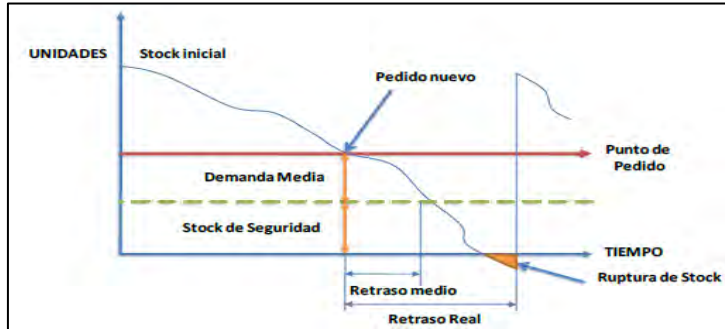 UNIDADES
Stock inicial
Pedido nuevo
Punto de
Pedido
Demanda Media
Stock de Seguridad
TIEMPO
Ruptura de Stock
Retraso medio
Retraso Real